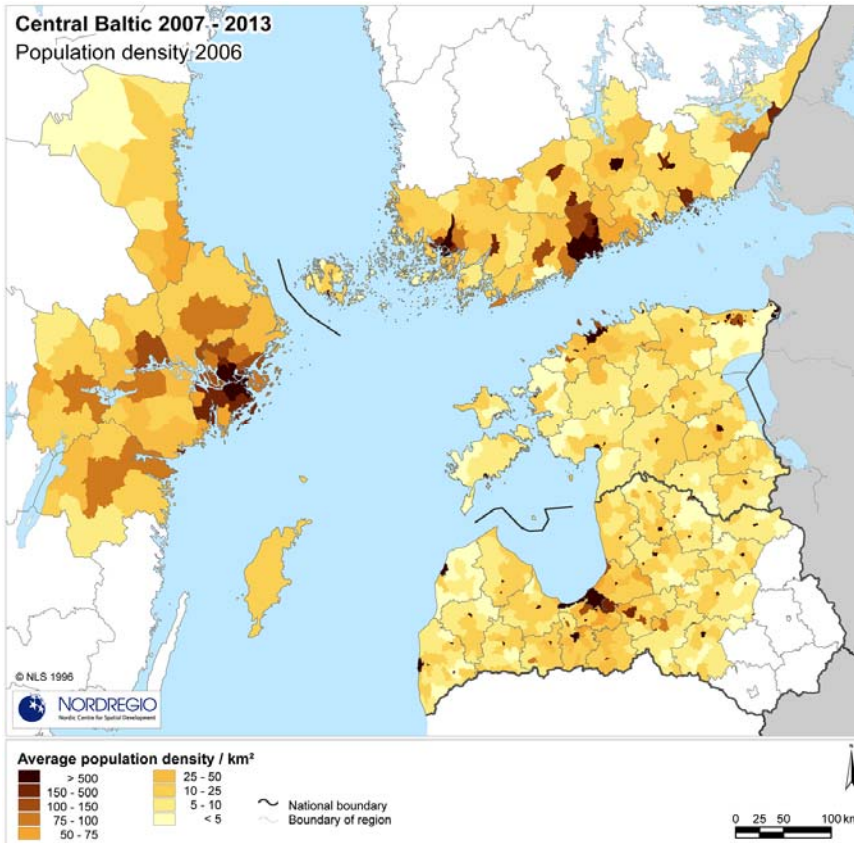 Central Baltic 2007 - 2013
Population density 2006
© NLS 1996
NORDREGIO
Nordic Centre for Spatial Development
Average population density / km²
> 500
150 - 500
100 - 150
75 - 100
50 - 75
25 - 50
10 - 25
5 - 10
< 5
National boundary
Boundary of region
0 25 50 100 km